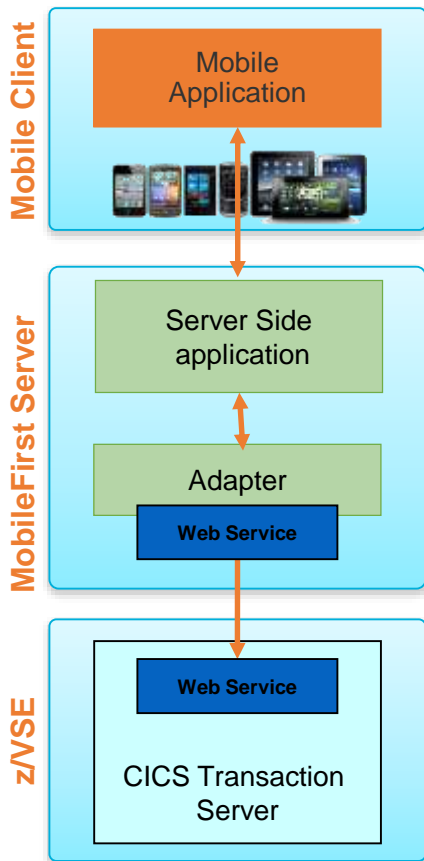 Mobile Client
Mobile
Application
MobileFirst Server
Server Side
application
Adapter
Web Service
z/VSE
Web Service
CICS Transaction
Server